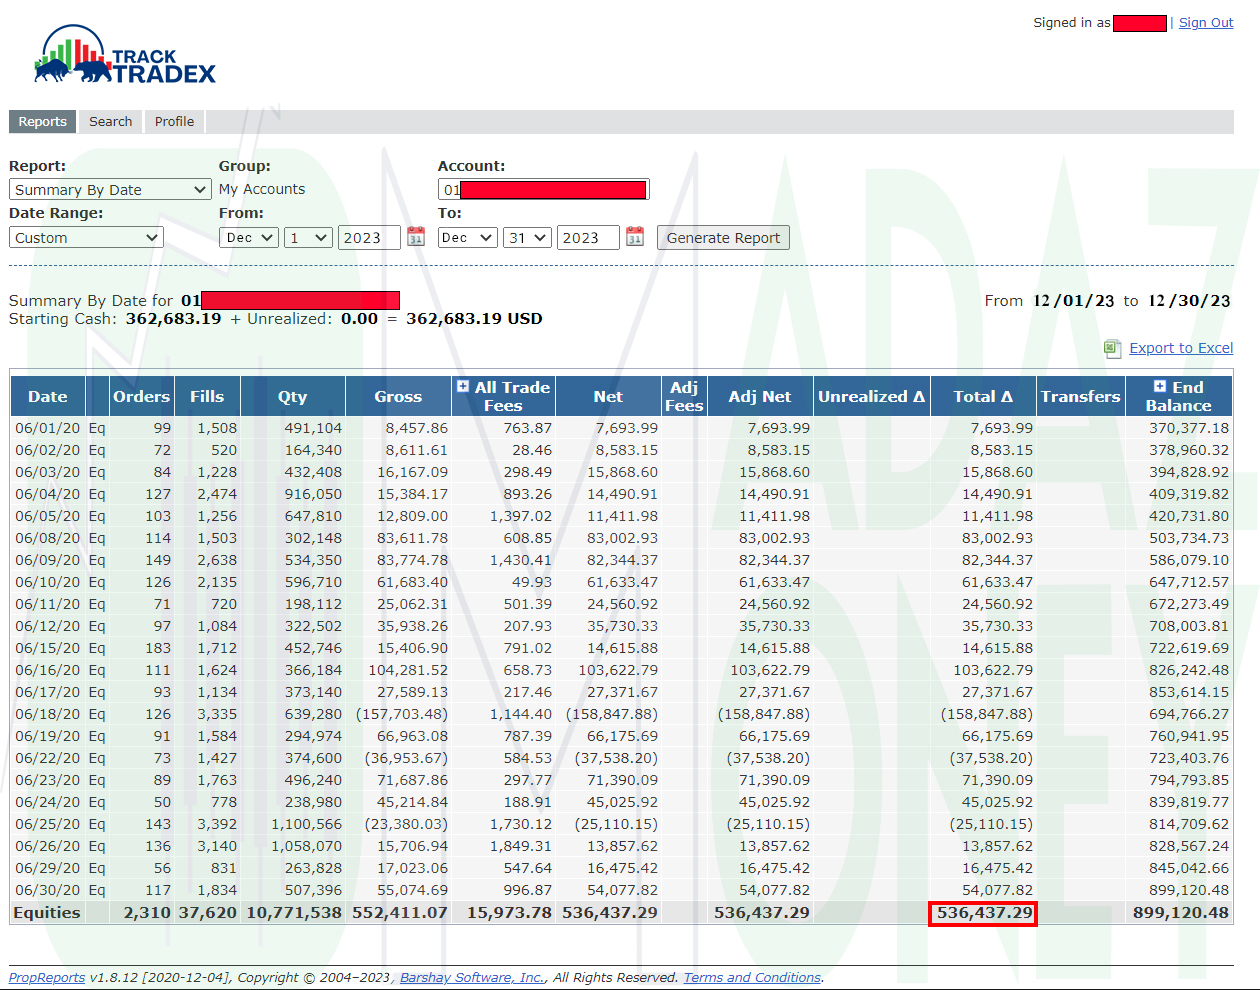 Signed in as | Sign Out
TRACK
TRADEX
Reports Search Profile
Report: Group: Account:
Summary By Date My Accounts 01
Date Range: From: To:
Custom Dec 1 2023 31 Dec 31 2023 31 Generate Report
Summary By Date for 01 From 12/01/23 to 12/30/23
Starting Cash: 362,683.19 + Unrealized: 0.00 = 362,683.19 USD
Export to Excel
Date Orders Fills Qty Gross All Trade Fees Net Adj Fees Adj Net Unrealized Δ Total Δ Transfers End Balance
06/01/20 Eq 99 1,508 491,104 8,457.86 763.87 7,693.99 7,693.99 7,693.99 370,377.18
06/02/20 Eq 72 520 164,340 8,611.61 28.46 8,583.15 8,583.15 8,583.15 378,960.32
06/03/20 Eq 84 1,228 432,408 16,167.09 298.49 15,868.60 15,868.60 15,868.60 394,828.92
06/04/20 Eq 127 2,474 916,050 15,384.17 893.26 14,490.91 14,490.91 14,490.91 409,319.82
06/05/20 Eq 103 1,256 647,810 12,809.00 1,397.02 11,411.98 11,411.98 11,411.98 420,731.80
06/08/20 Eq 114 1,503 302,148 83,611.78 608.85 83,002.93 83,002.93 83,002.93 503,734.73
06/09/20 Eq 149 2,638 534,350 83,774.78 1,430.41 82,344.37 82,344.37 82,344.37 586,079.10
06/10/20 Eq 126 2,135 596,710 61,683.40 49.93 61,633.47 61,633.47 61,633.47 647,712.57
06/11/20 Eq 71 720 198,112 25,062.31 501.39 24,560.92 24,560.92 24,560.92 672,273.49
06/12/20 Eq 97 1,084 322,502 35,938.26 207.93 35,730.33 35,730.33 35,730.33 708,003.81
06/15/20 Eq 183 1,712 452,746 15,406.90 791.02 14,615.88 14,615.88 14,615.88 722,619.69
06/16/20 Eq 111 1,624 366,184 104,281.52 658.73 103,622.79 103,622.79 103,622.79 826,242.48
06/17/20 Eq 93 1,134 373,140 27,589.13 217.46 27,371.67 27,371.67 27,371.67 853,614.15
06/18/20 Eq 126 3,335 639,280 (157,703.48) 1,144.40 (158,847.88) (158,847.88) (158,847.88) 694,766.27
06/19/20 Eq 91 1,584 294,974 66,963.08 787.39 66,175.69 66,175.69 66,175.69 760,941.95
06/22/20 Eq 73 1,427 374,600 (36,953.67) 584.53 (37,538.20) (37,538.20) (37,538.20) 723,403.76
06/23/20 Eq 89 1,763 496,240 71,687.86 297.77 71,390.09 71,390.09 71,390.09 794,793.85
06/24/20 Eq 50 778 238,980 45,214.84 188.91 45,025.92 45,025.92 45,025.92 839,819.77
06/25/20 Eq 143 3,392 1,100,566 (23,380.03) 1,730.12 (25,110.15) (25,110.15) (25,110.15) 814,709.62
06/26/20 Eq 136 3,140 1,058,070 15,706.94 1,849.31 13,857.62 13,857.62 13,857.62 828,567.24
06/29/20 Eq 56 831 263,828 17,023.06 547.64 16,475.42 16,475.42 16,475.42 845,042.66
06/30/20 Eq 117 1,834 507,396 55,074.69 996.87 54,077.82 54,077.82 54,077.82 899,120.48
Equities 2,310 37,620 10,771,538 552,411.07 15,973.78 536,437.29 536,437.29 536,437.29 899,120.48
PropReports v1.8.12 [2020-12-04], Copyright © 2004–2023, Barshay Software, Inc., All Rights Reserved. Terms and Conditions.
ADAZ
ONEY